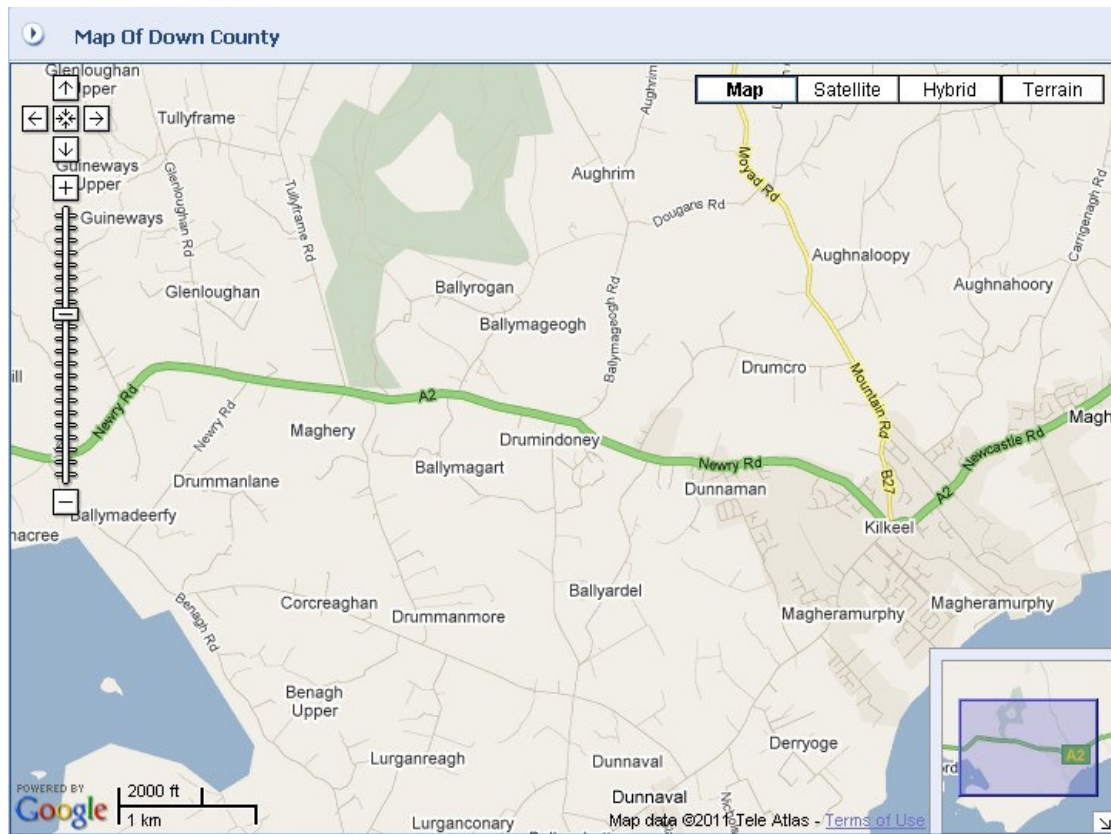 Map Of Down County
Glenloughan
Upper
Map
Satellite
Hybrid
Terrain
Tullyframe
Aughrim
Moyad Rd
Guineways
Upper
Glenloughan Rd
Aughrim
Tullyframe Rd
Dougans Rd
Carrigenagh Rd
Guineways
Aughnaloopy
Glenloughan
Ballyrogan
Aughnahoory
Ballymageogh
Ballymageogh Rd
Drumcro
Mountain Rd
Newry Rd
A2
Newry Rd
Maghery
Drumindoney
Newcastle Rd
Magh
Ballymagart
Newry Rd
Drummanlane
Dunnaman
B27
A2
Ballymadeerfy
Kilkeel
nacree
Benagh Rd
Corcreaghan
Drummanmore
Ballyardel
Magheramurphy
Magheramurphy
Benagh
Upper
Derryoge
Lurganreagh
Dunnaval
A2
POWERED BY
Google
2000 ft
1 km
Dunnaval
Lurganconary
Map data ©2011 Tele Atlas - Terms of Use